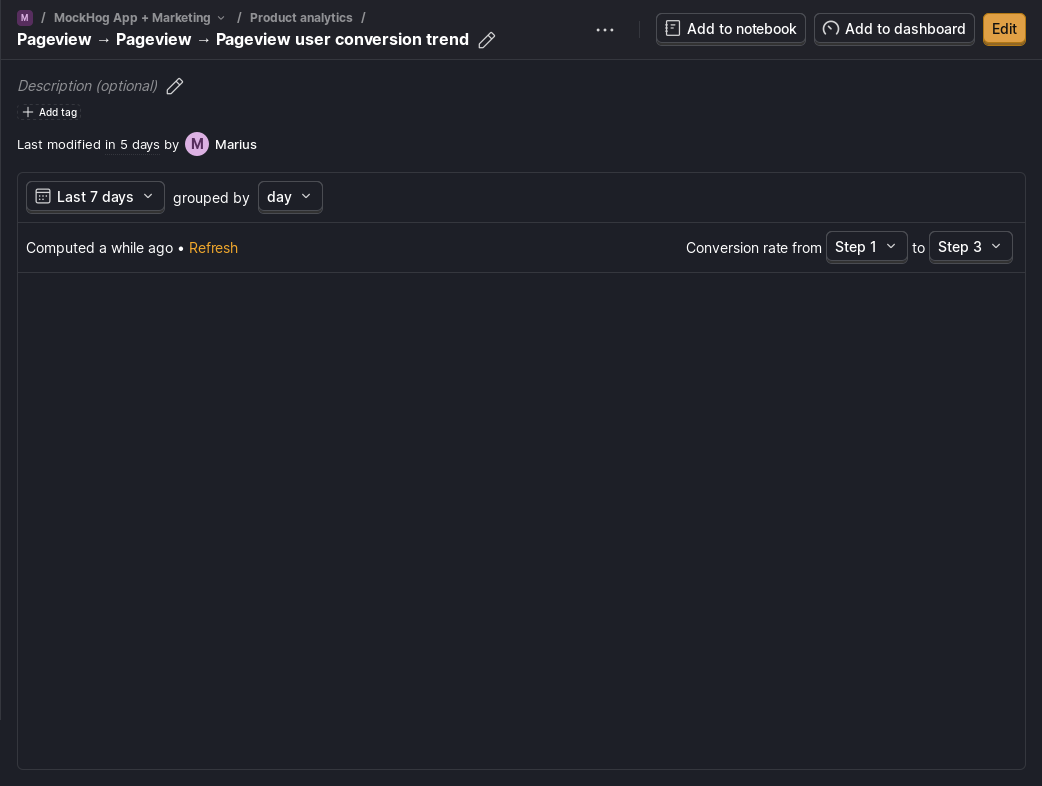 M / MockHog App + Marketing / Product analytics /
Pageview → Pageview → Pageview user conversion trend
Add to notebook
Add to dashboard
Edit
Description (optional)
Add tag
Last modified in 5 days by M Marius
Last 7 days grouped by day
Computed a while ago • Refresh
Conversion rate from Step 1 to Step 3